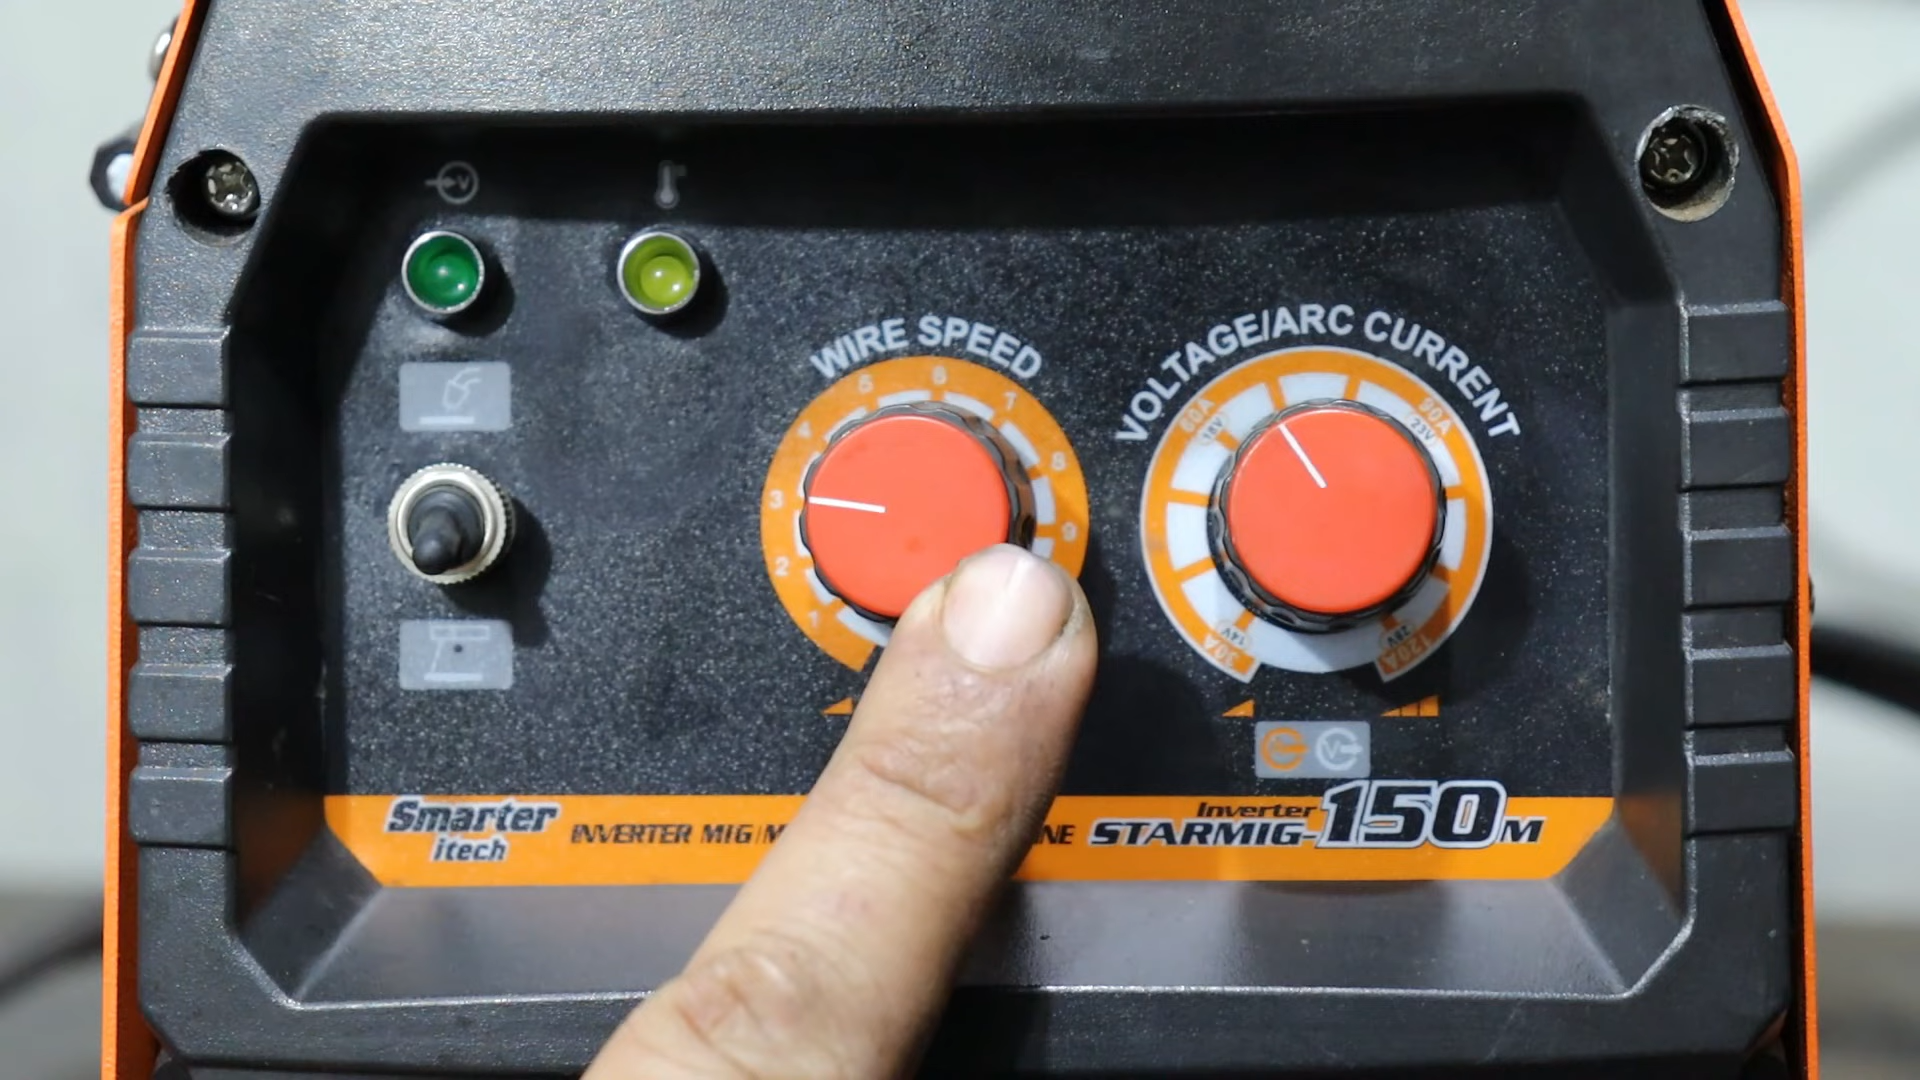 WIRE SPEED
1
2
3
5
6
7
8
9
VOLTAGE/ARC CURRENT
30A
14V
60A
18V
90A
23V
120A
28V
V
V
Smarter
itech
INVERTER MIG/M
NE
Inverter
STARMIG-150M